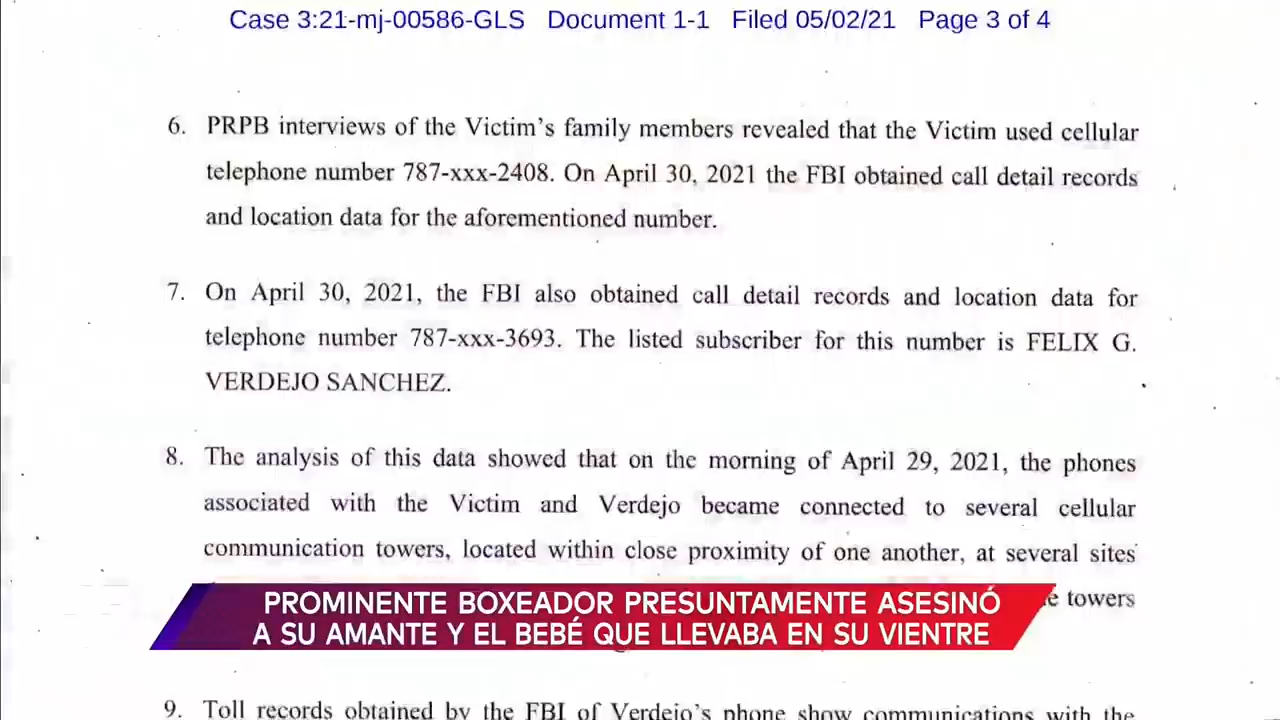 Case 3:21-mj-00586-GLS Document 1-1 Filed 05/02/21 Page 3 of 4
6. PRPB interviews of the Victim's family members revealed that the Victim used cellular
telephone number 787-xxx-2408. On April 30, 2021 the FBI obtained call detail records
and location data for the aforementioned number.
7. On April 30, 2021, the FBI also obtained call detail records and location data for
telephone number 787-xxx-3693. The listed subscriber for this number is FELIX G.
VERDEJO SANCHEZ.
8. The analysis of this data showed that on the morning of April 29, 2021, the phones
associated with the Victim and Verdejo became connected to several cellular
communication towers, located within close proximity of one another, at several sites
towers
PROMINENTE BOXEADOR PRESUNTAMENTE ASESINÓ
A SU AMANTE Y EL BEBÉ QUE LLEVABA EN SU VIENTRE
9. Toll records obtained by the FBI of Verdejo's phone show communications with the